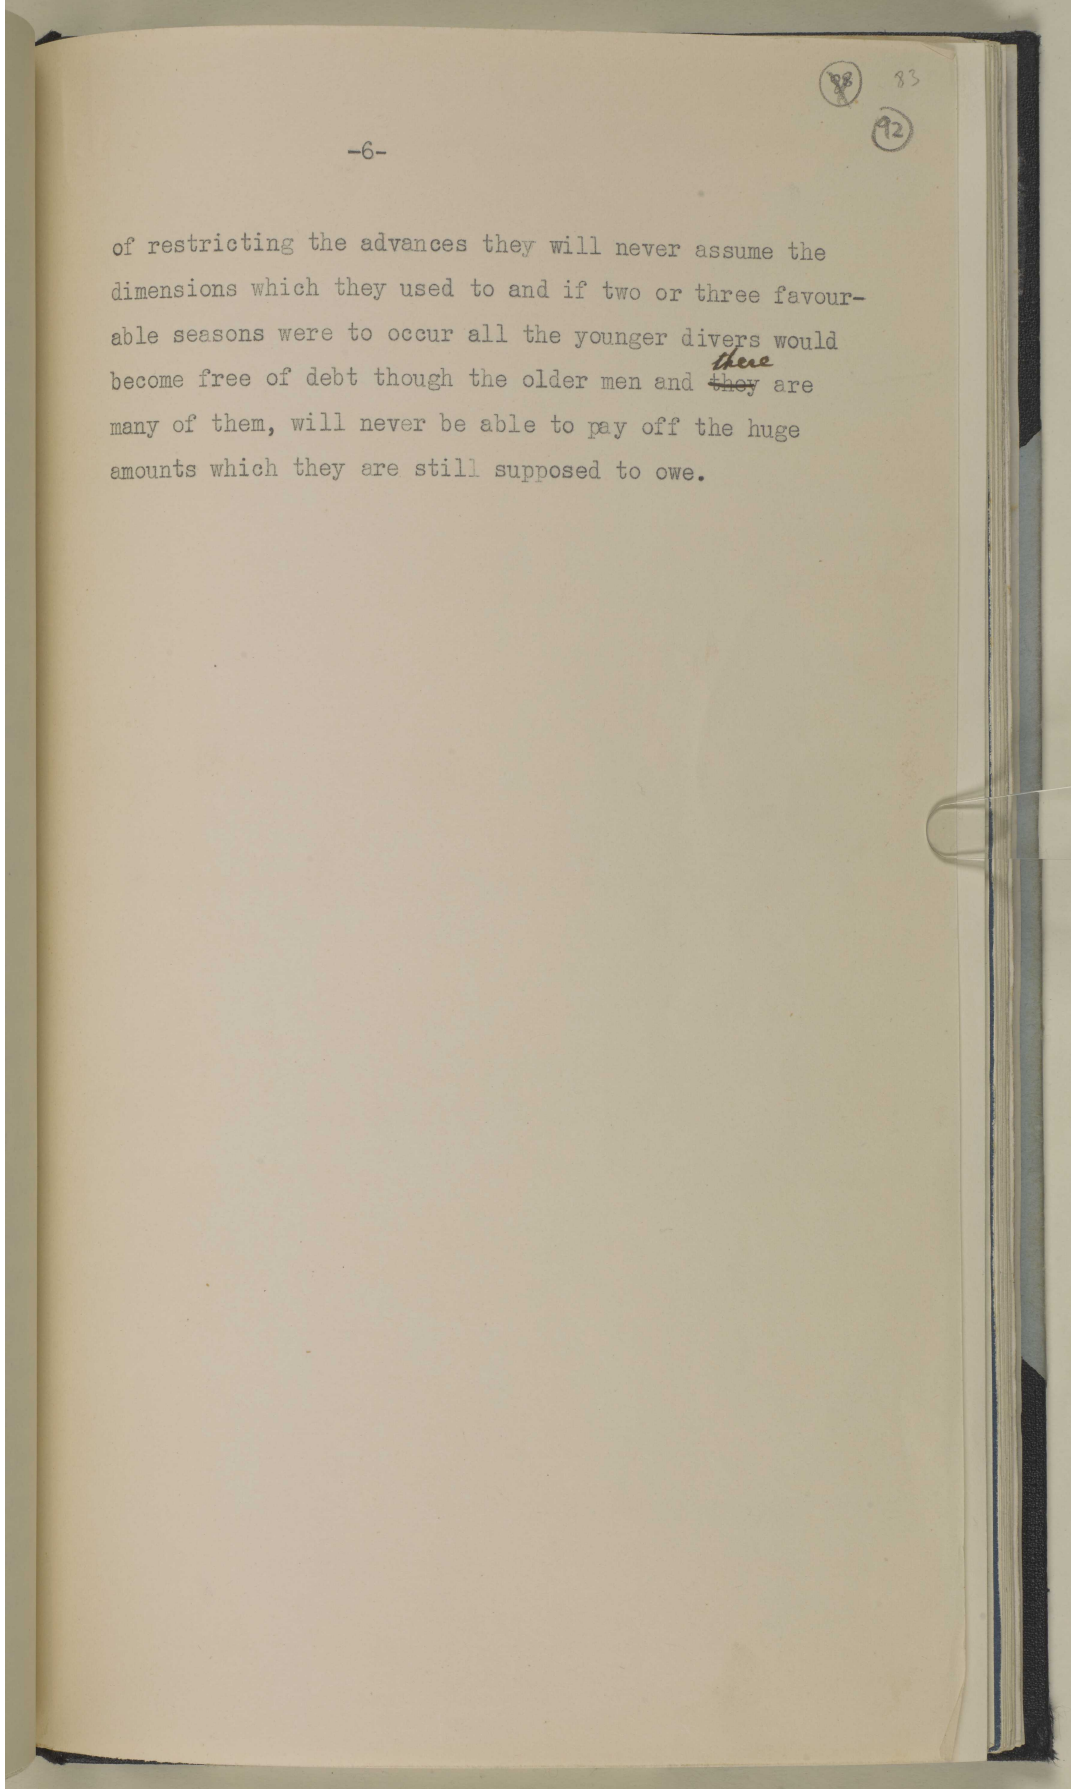 88 83
92
-6-
of restricting the advances they will never assume the
dimensions which they used to and if two or three favour-
able seasons were to occur all the younger divers would
there
become free of debt though the older men and they are
many of them, will never be able to pay off the huge
amounts which they are still supposed to owe.